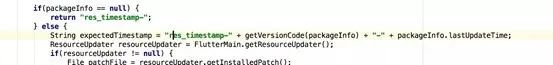 if(packageInfo == null) {
return "res_timestamp-";
} else {
String expectedTimestamp = "res_timestamp-" + getVersionCode(packageInfo) + "-" + packageInfo.lastUpdateTime;
ResourceUpdater resourceUpdater = FlutterMain.getResourceUpdater();
if(resourceUpdater != null) {
File patchFile = resourceUpdater.getInstalledPatch();